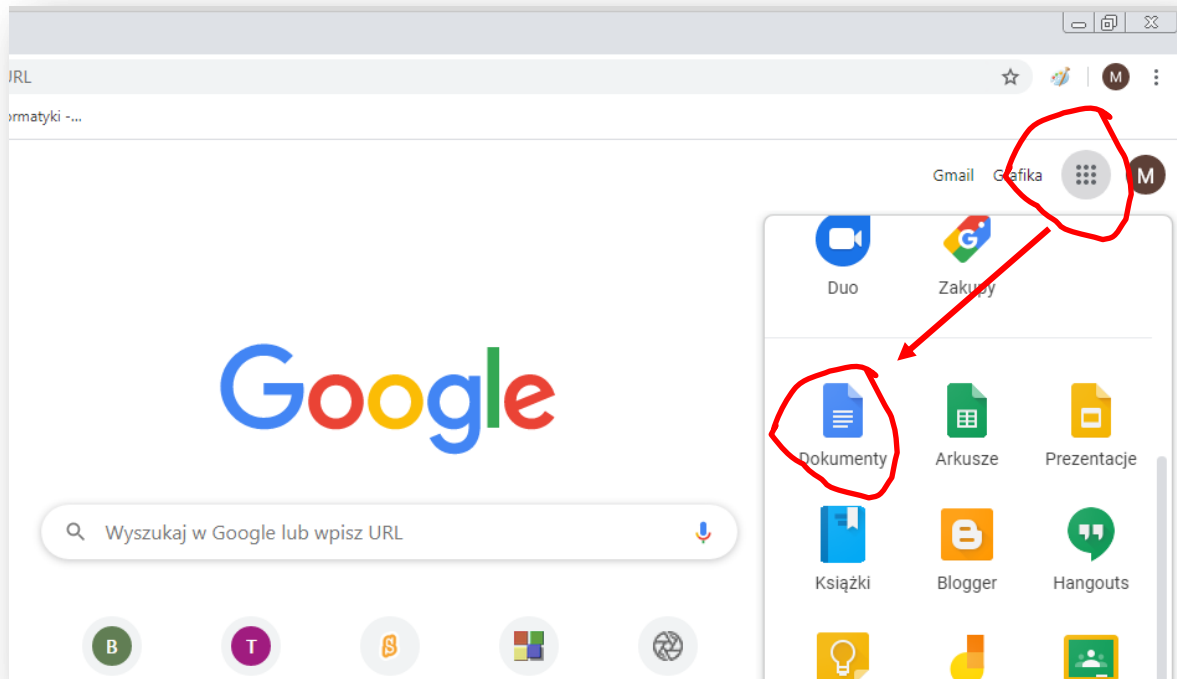 URL
ormatyki -...
M
Gmail Grafika M
Duo Zakupy
Google
Dokumenty Arkusze Prezentacje
Wyszukaj w Google lub wpisz URL
Książki Blogger Hangouts
B T